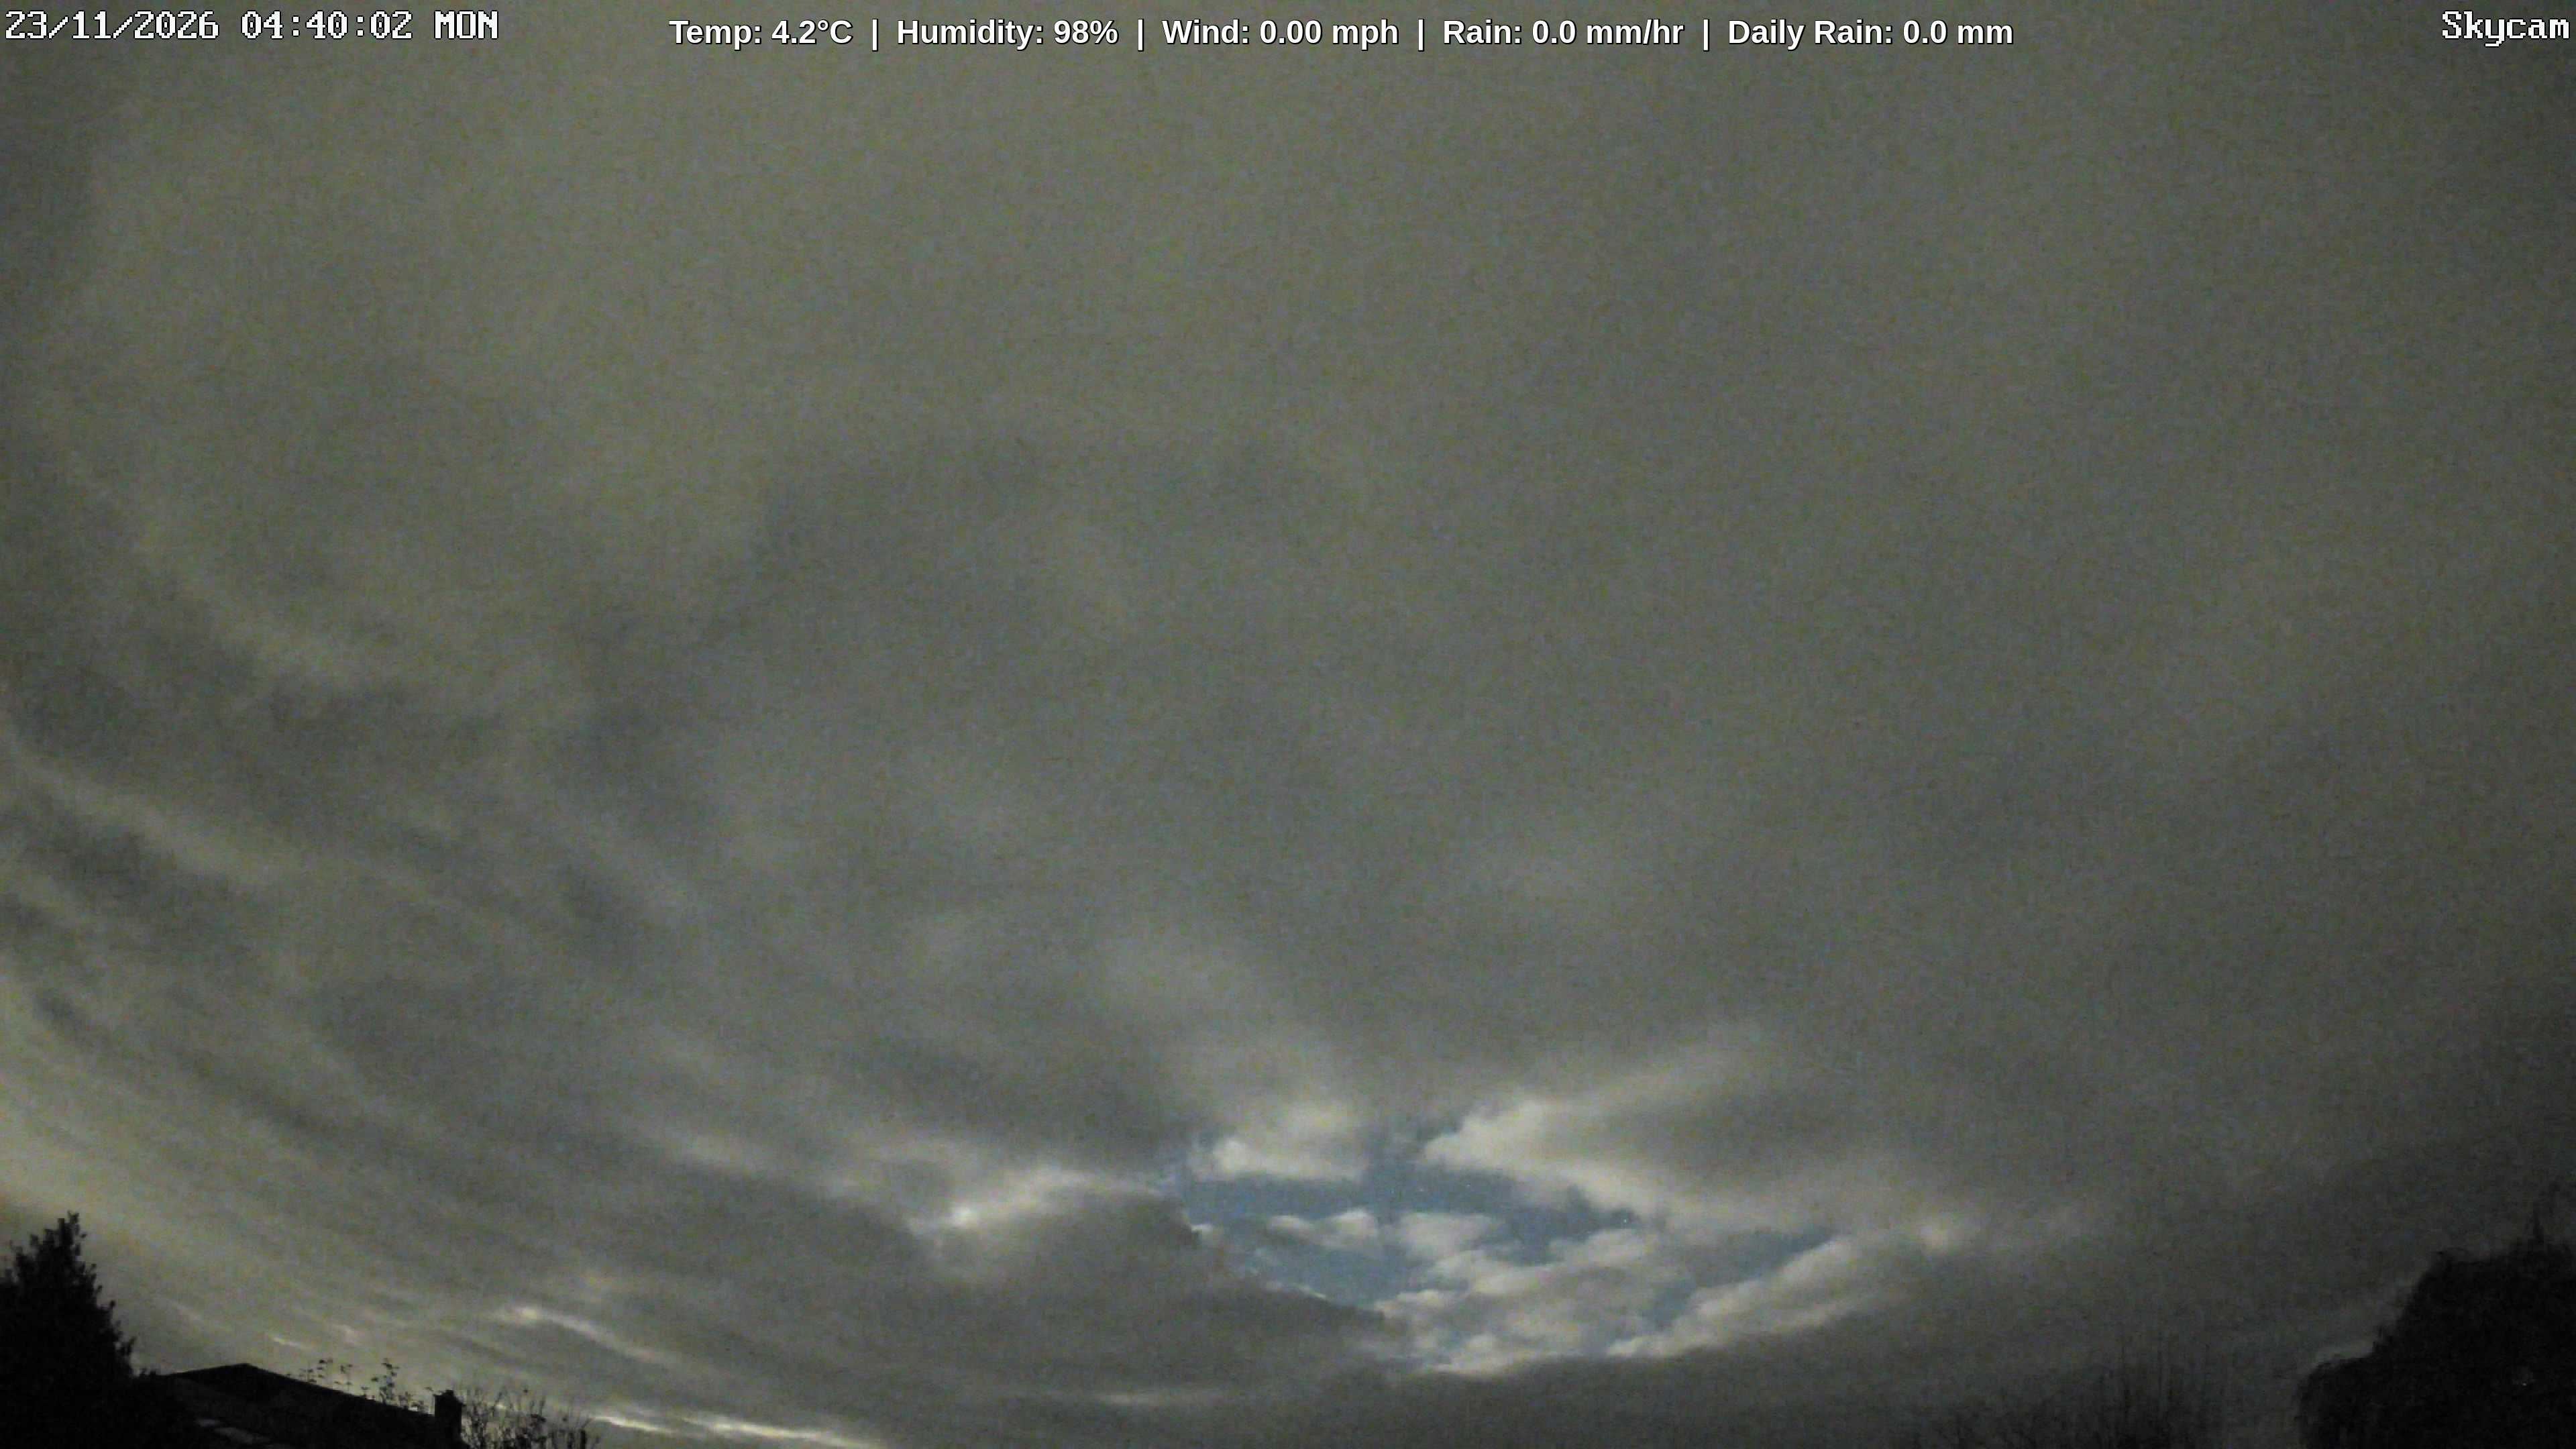 23/11/2026 04:40:02 MON
Temp: 4.2°C | Humidity: 98% | Wind: 0.00 mph | Rain: 0.0 mm/hr | Daily Rain: 0.0 mm
Skycam